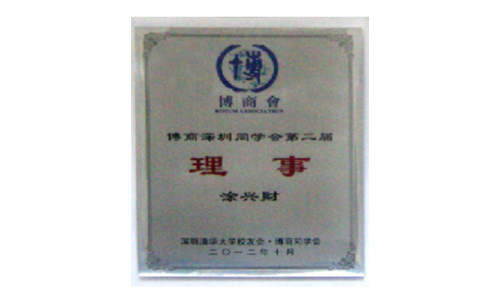 博
博商會
博商深圳同学会第二届
理事
涂兴财
深圳清华大学校友会·博商同学会
二〇一二年十月